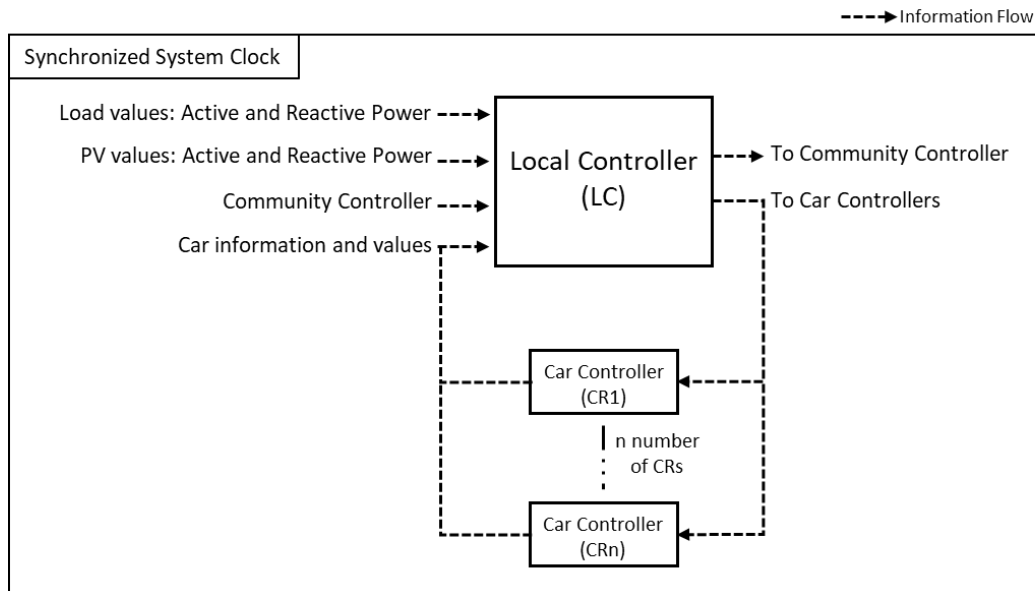 Information Flow
Synchronized System Clock
Load values: Active and Reactive Power
PV values: Active and Reactive Power
Community Controller
Car information and values
Local Controller
(LC)
To Community Controller
To Car Controllers
Car Controller
(CR1)
n number
of CRs
Car Controller
(CRn)